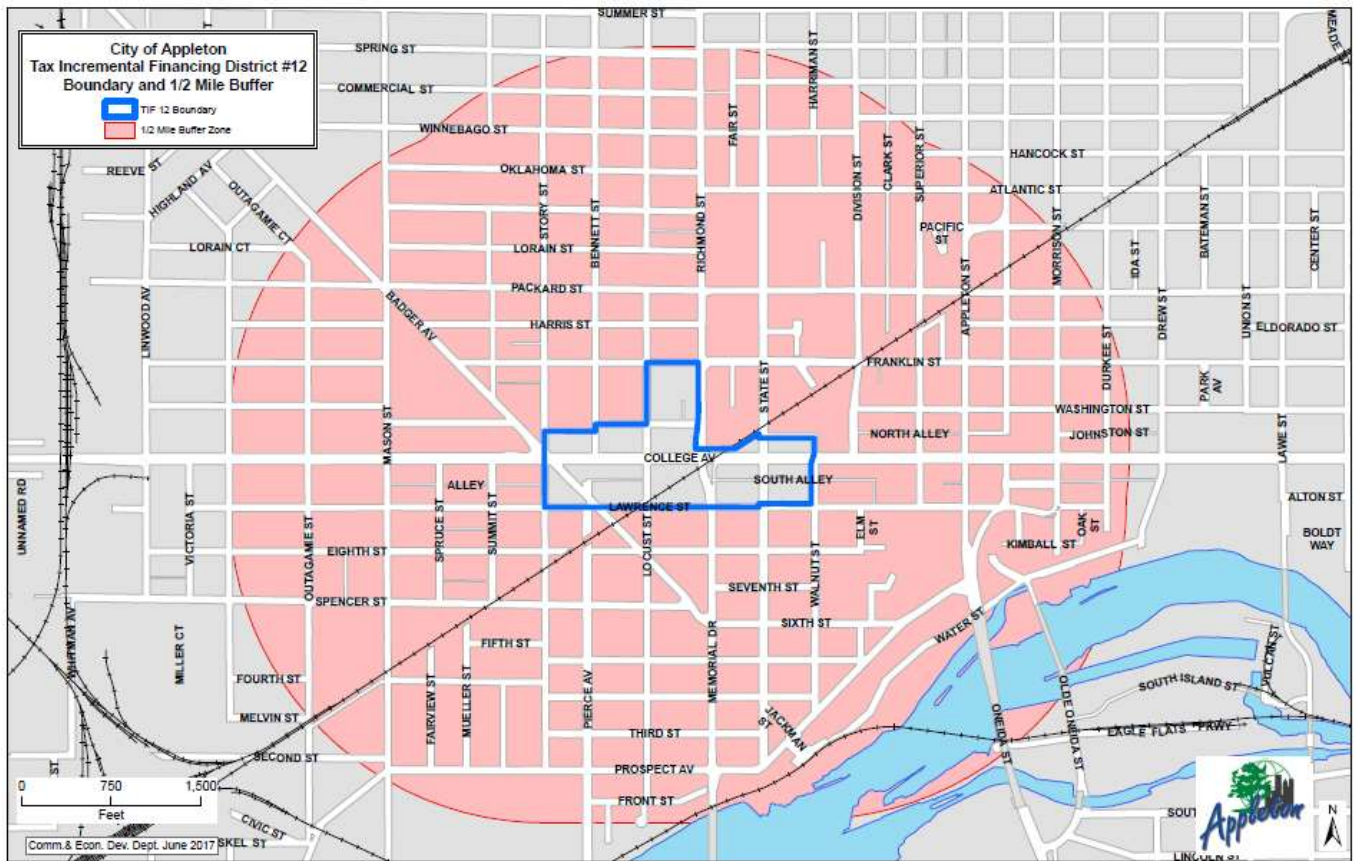 City of Appleton
Tax Incremental Financing District #12
Boundary and 1/2 Mile Buffer
TIF 12 Boundary
1/2 Mile Buffer Zone
SUMMER ST
SPRING ST
HARRIMAN ST
MEADE ST
COMMERCIAL ST
WINNEBAGO ST
FAIR ST
REEVE ST
HIGHLAND AV
OUTAGAMIE CT
OKLAHOMA ST
STORY ST
BENNETT ST
RICHMOND ST
DIVISION ST
CLARK ST
SUPERIOR ST
HANCOCK ST
ATLANTIC ST
PACIFIC ST
MORRISON ST
IDA ST
BATEMAN ST
CENTER ST
LORAIN CT
LORAIN ST
APPLETON ST
LINWOOD AV
BADGER AV
PACKARD ST
HARRIS ST
DREW ST
UNION ST
ELDORADO ST
FRANKLIN ST
DURKEE ST
PARK AV
STATE ST
MASON ST
WASHINGTON ST
NORTH ALLEY
JOHNSTON ST
COLLEGE AV
LAWE ST
UNNAMED RD
VICTORIA ST
ALLEY
SOUTH ALLEY
SPRUCE ST
SUMMIT ST
LAWRENCE ST
ALTON ST
OUTAGAMIE ST
EIGHTH ST
LOCUST ST
ELM ST
OAK ST
KIMBALL ST
BOLDT WAY
SPENCER ST
SEVENTH ST
WALNUT ST
WHITMAN AV
MILLER CT
FIFTH ST
SIXTH ST
WATER ST
MEMORIAL DR
FOURTH ST
FAIRVIEW ST
MUELLER ST
PIERCE AV
JACKMAN ST
VULCAN ST
SOUTH ISLAND ST
MELVIN ST
ONEIDA ST
OLDE ONEIDA ST
EAGLE FLATS PKWY
THIRD ST
SECOND ST
PROSPECT AV
ST
FRONT ST
0 750 1,500
Feet
CIVIC ST
SKEL ST
SOUT
Appleton
N
LINCOLN ST
Comm.& Econ. Dev. Dept. June 2017